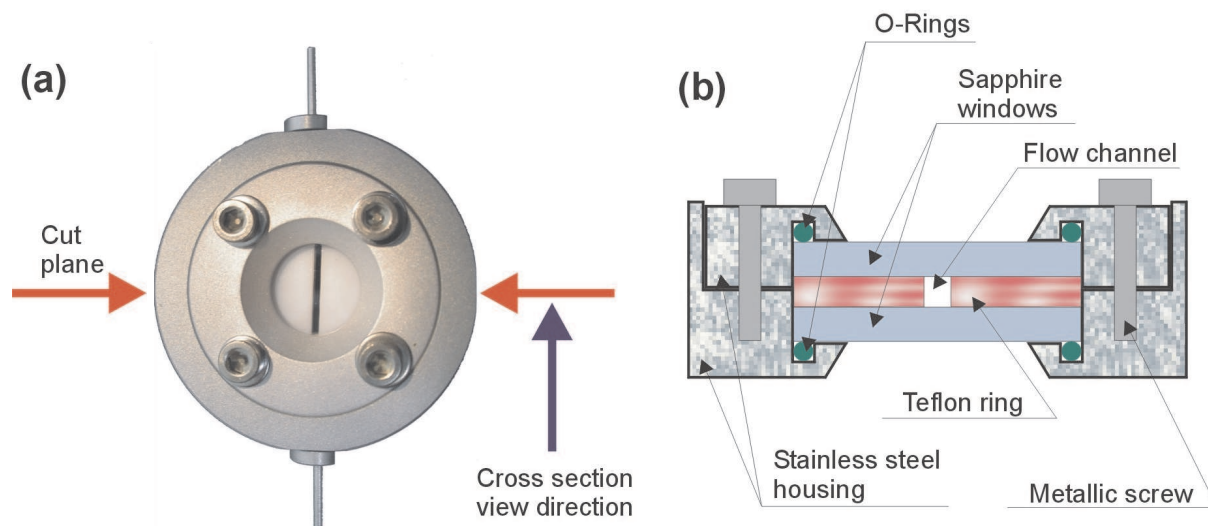 (a)
Cut
plane
Cross section
view direction
(b)
O-Rings
Sapphire
windows
Flow channel
Teflon ring
Stainless steel
housing
Metallic screw